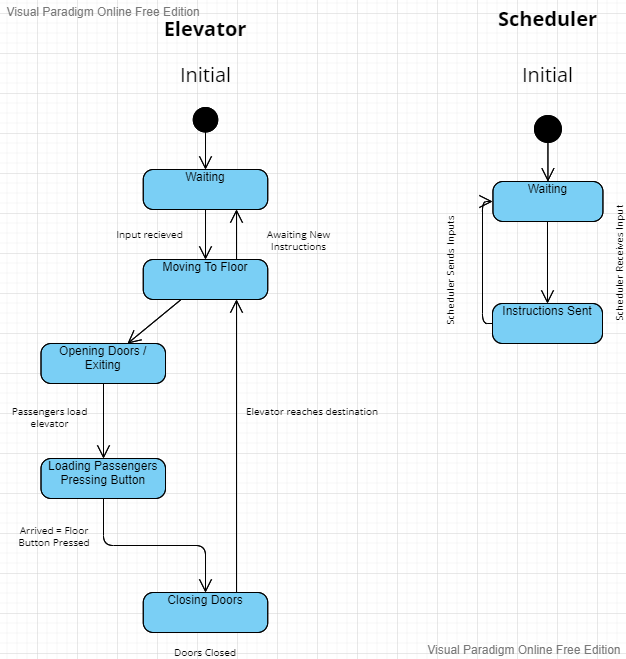 Visual Paradigm Online Free Edition
Elevator
Initial
Waiting
Input recieved
Awaiting New
Instructions
Moving To Floor
Opening Doors /
Exiting
Passengers load
elevator
Elevator reaches destination
Loading Passengers
Pressing Button
Arrived = Floor
Button Pressed
Closing Doors
Doors Closed
Scheduler
Initial
Waiting
Scheduler Sends Inputs
Scheduler Receives Input
Instructions Sent
Visual Paradigm Online Free Edition